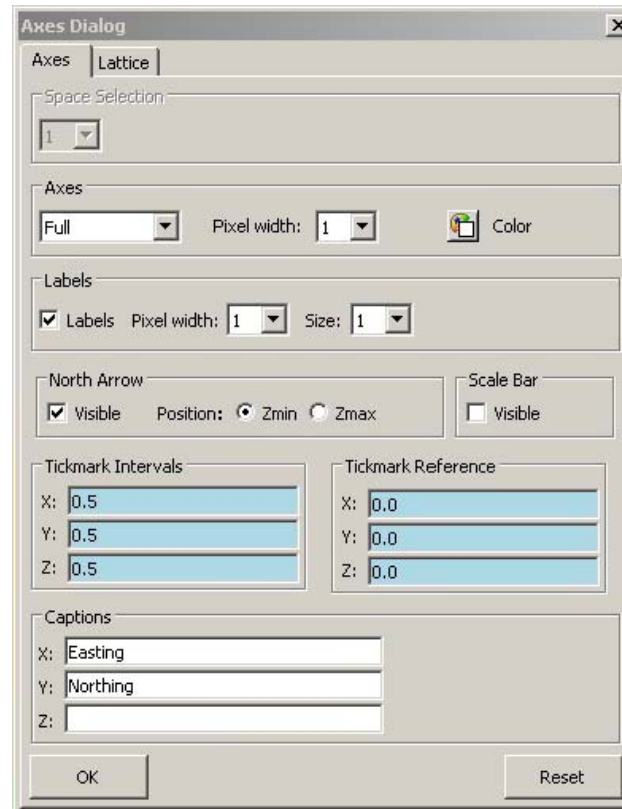 Axes Dialog
Axes Lattice
Space Selection
1
Axes
Full Pixel width: 1 Color
Labels
Labels Pixel width: 1 Size: 1
North Arrow Scale Bar
Visible Position: Zmin Zmax Visible
Tickmark Intervals Tickmark Reference
X: 0.5 X: 0.0
Y: 0.5 Y: 0.0
Z: 0.5 Z: 0.0
Captions
X: Easting
Y: Northing
Z:
OK Reset